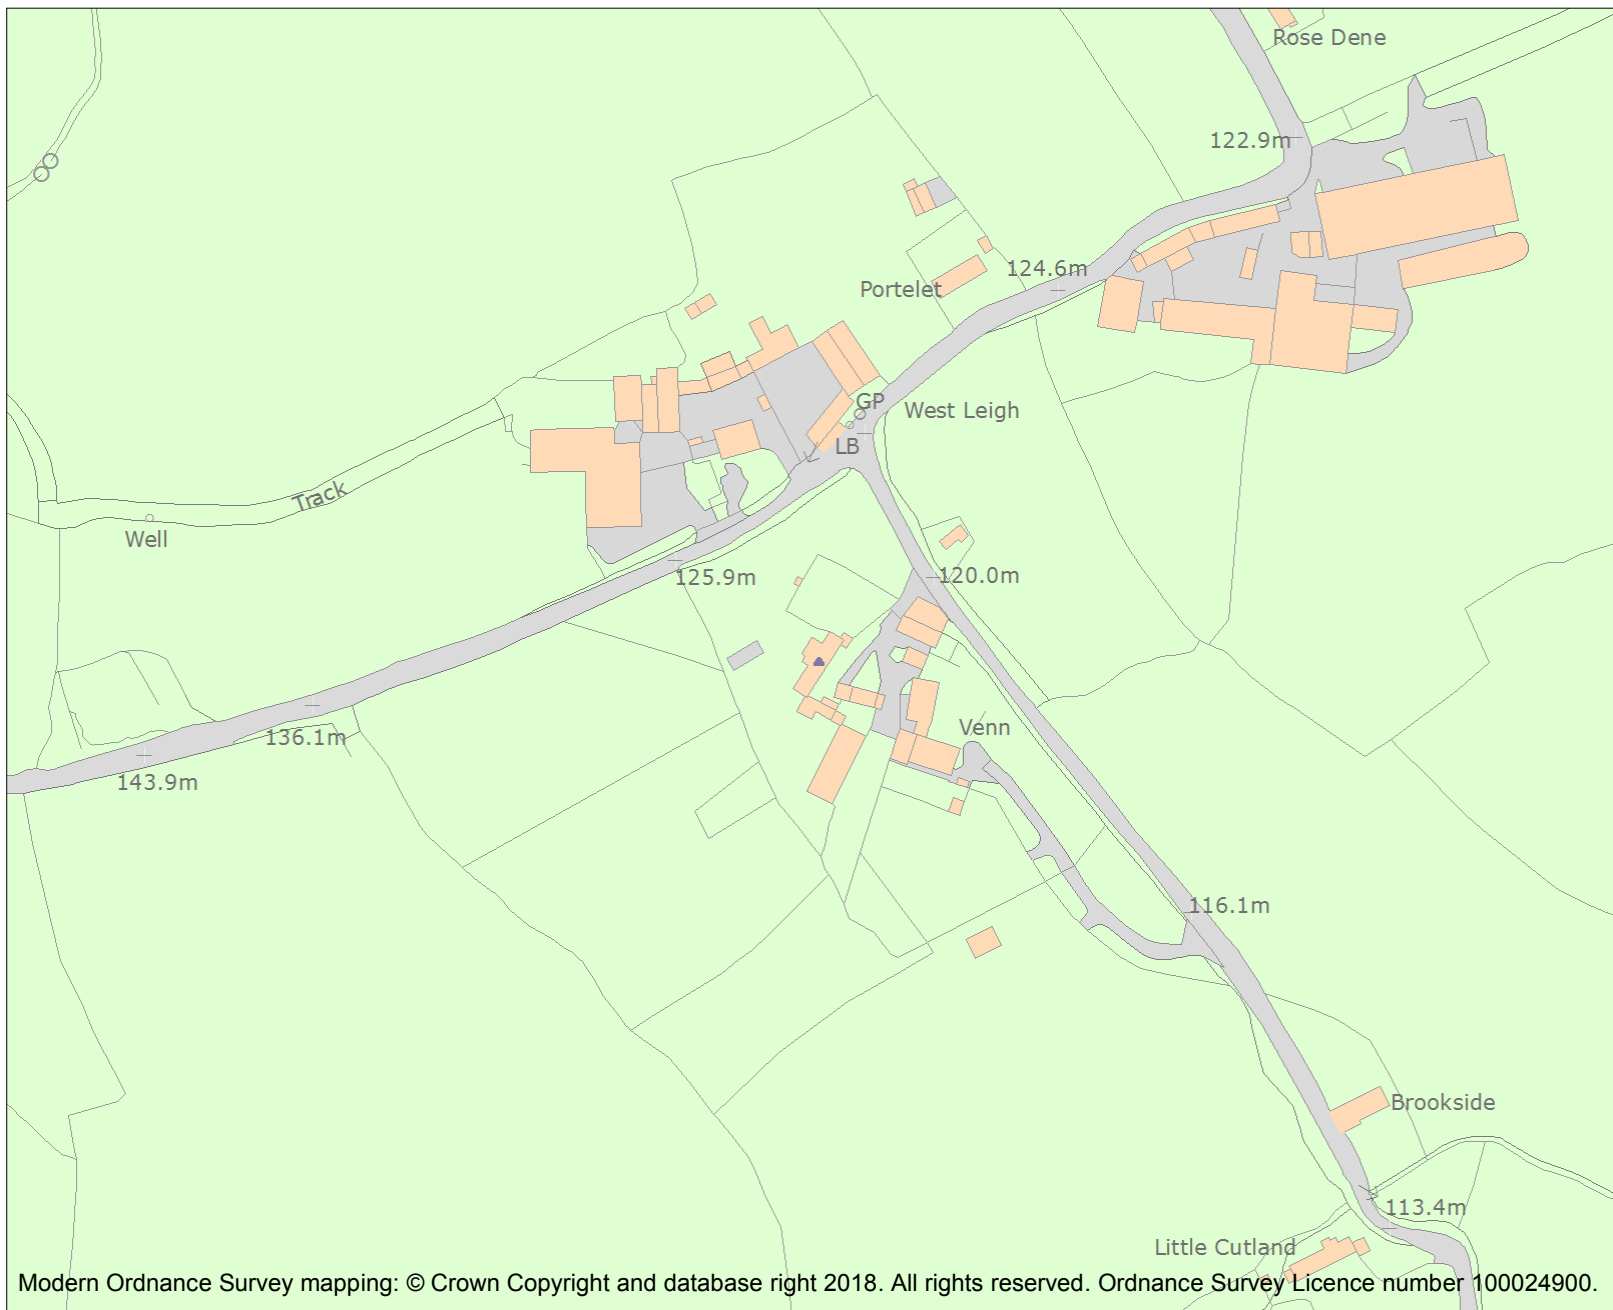 Rose Dene
122.9m
124.6m
Portelet
GP
West Leigh
LB
Track
Well
125.9m
120.0m
136.1m
Venn
143.9m
116.1m
Brookside
113.4m
Little Cutland
Modern Ordnance Survey mapping: © Crown Copyright and database right 2018. All rights reserved. Ordnance Survey Licence number 100024900.